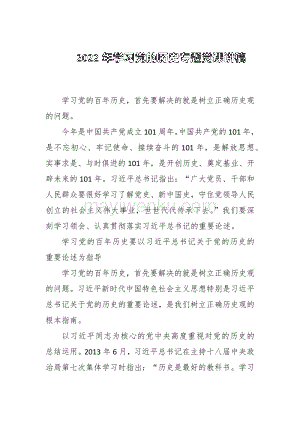 2022年学习党的历史专题党课讲稿
学习党的百年历史，首先要解决的就是树立正确历史观
的问题。
今年是中国共产党成立 101 周年。中国共产党的 101 年，
是不忘初心、牢记使命、接续奋斗的 101 年，是解放思想、
实事求是、与时俱进的 101 年，是开创历史、奠定基业、开
辟未来的 101 年。习近平总书记指出：“广大党员、干部和
人民群众要很好学习了解党史、新中国史，守住党领导人民
创立的社会主义伟大事业，世世代代传承下去。”我们要深
刻学习领会、认真贯彻落实习近平总书记的重要论述。
学习党的百年历史要以习近平总书记关于党的历史的
重要论述为指导
学习党的百年历史，首先要解决的就是树立正确历史观
的问题。习近平新时代中国特色社会主义思想特别是习近平
总书记关于党的历史的重要论述，是我们树立正确历史观的
根本指南。
以习近平同志为核心的党中央高度重视对党的历史的
总结运用。2013 年 6 月，习近平总书记在主持十八届中央政
治局第七次集体学习时指出：“历史是最好的教科书。学习